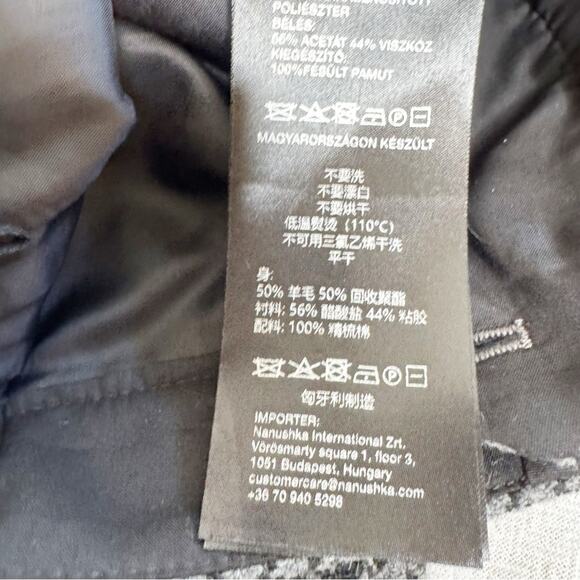 POLIÉSZTER
BÉLÉS:
56% ACETÁT 44% VISZKÓZ
KIEGÉSZÍTŐ:
100%FÉSÜLT PAMUT
MAGYARORSZÁGON KÉSZÜLT
不要洗
不要漂白
不要烘干
低温熨烫（110°C）
不可用三氯乙烯干洗
平干
身:
50% 羊毛 50% 回收聚酯
衬料: 56% 醋酸盐 44% 粘胶
配料: 100% 精梳棉
匈牙利制造
IMPORTER:
Nanushka International Zrt.
Vörösmarty square 1, floor 3,
1051 Budapest, Hungary
customercare@nanushka.com
+36 70 940 5298